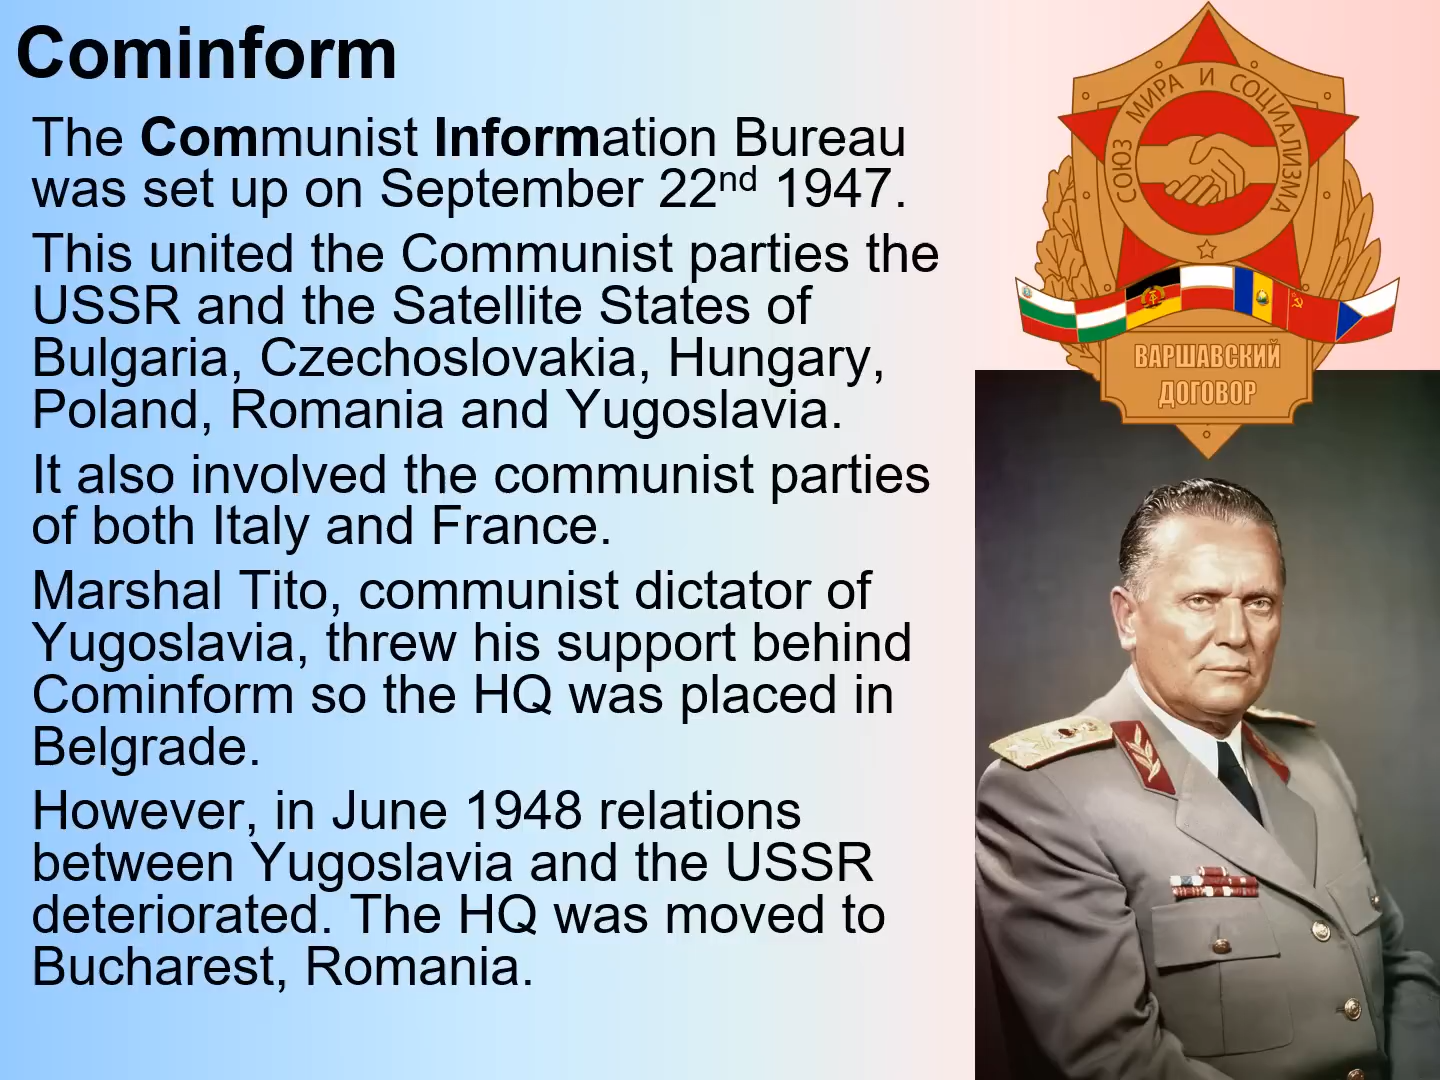 Cominform
The Communist Information Bureau
was set up on September 22nd 1947.
This united the Communist parties the
USSR and the Satellite States of
Bulgaria, Czechoslovakia, Hungary,
Poland, Romania and Yugoslavia.
It also involved the communist parties
of both Italy and France.
Marshal Tito, communist dictator of
Yugoslavia, threw his support behind
Cominform so the HQ was placed in
Belgrade.
However, in June 1948 relations
between Yugoslavia and the USSR
deteriorated. The HQ was moved to
Bucharest, Romania.
СОЮЗ МИРА И СОЦИАЛИЗМА
ВАРШАВСКИЙ
ДОГОВОР